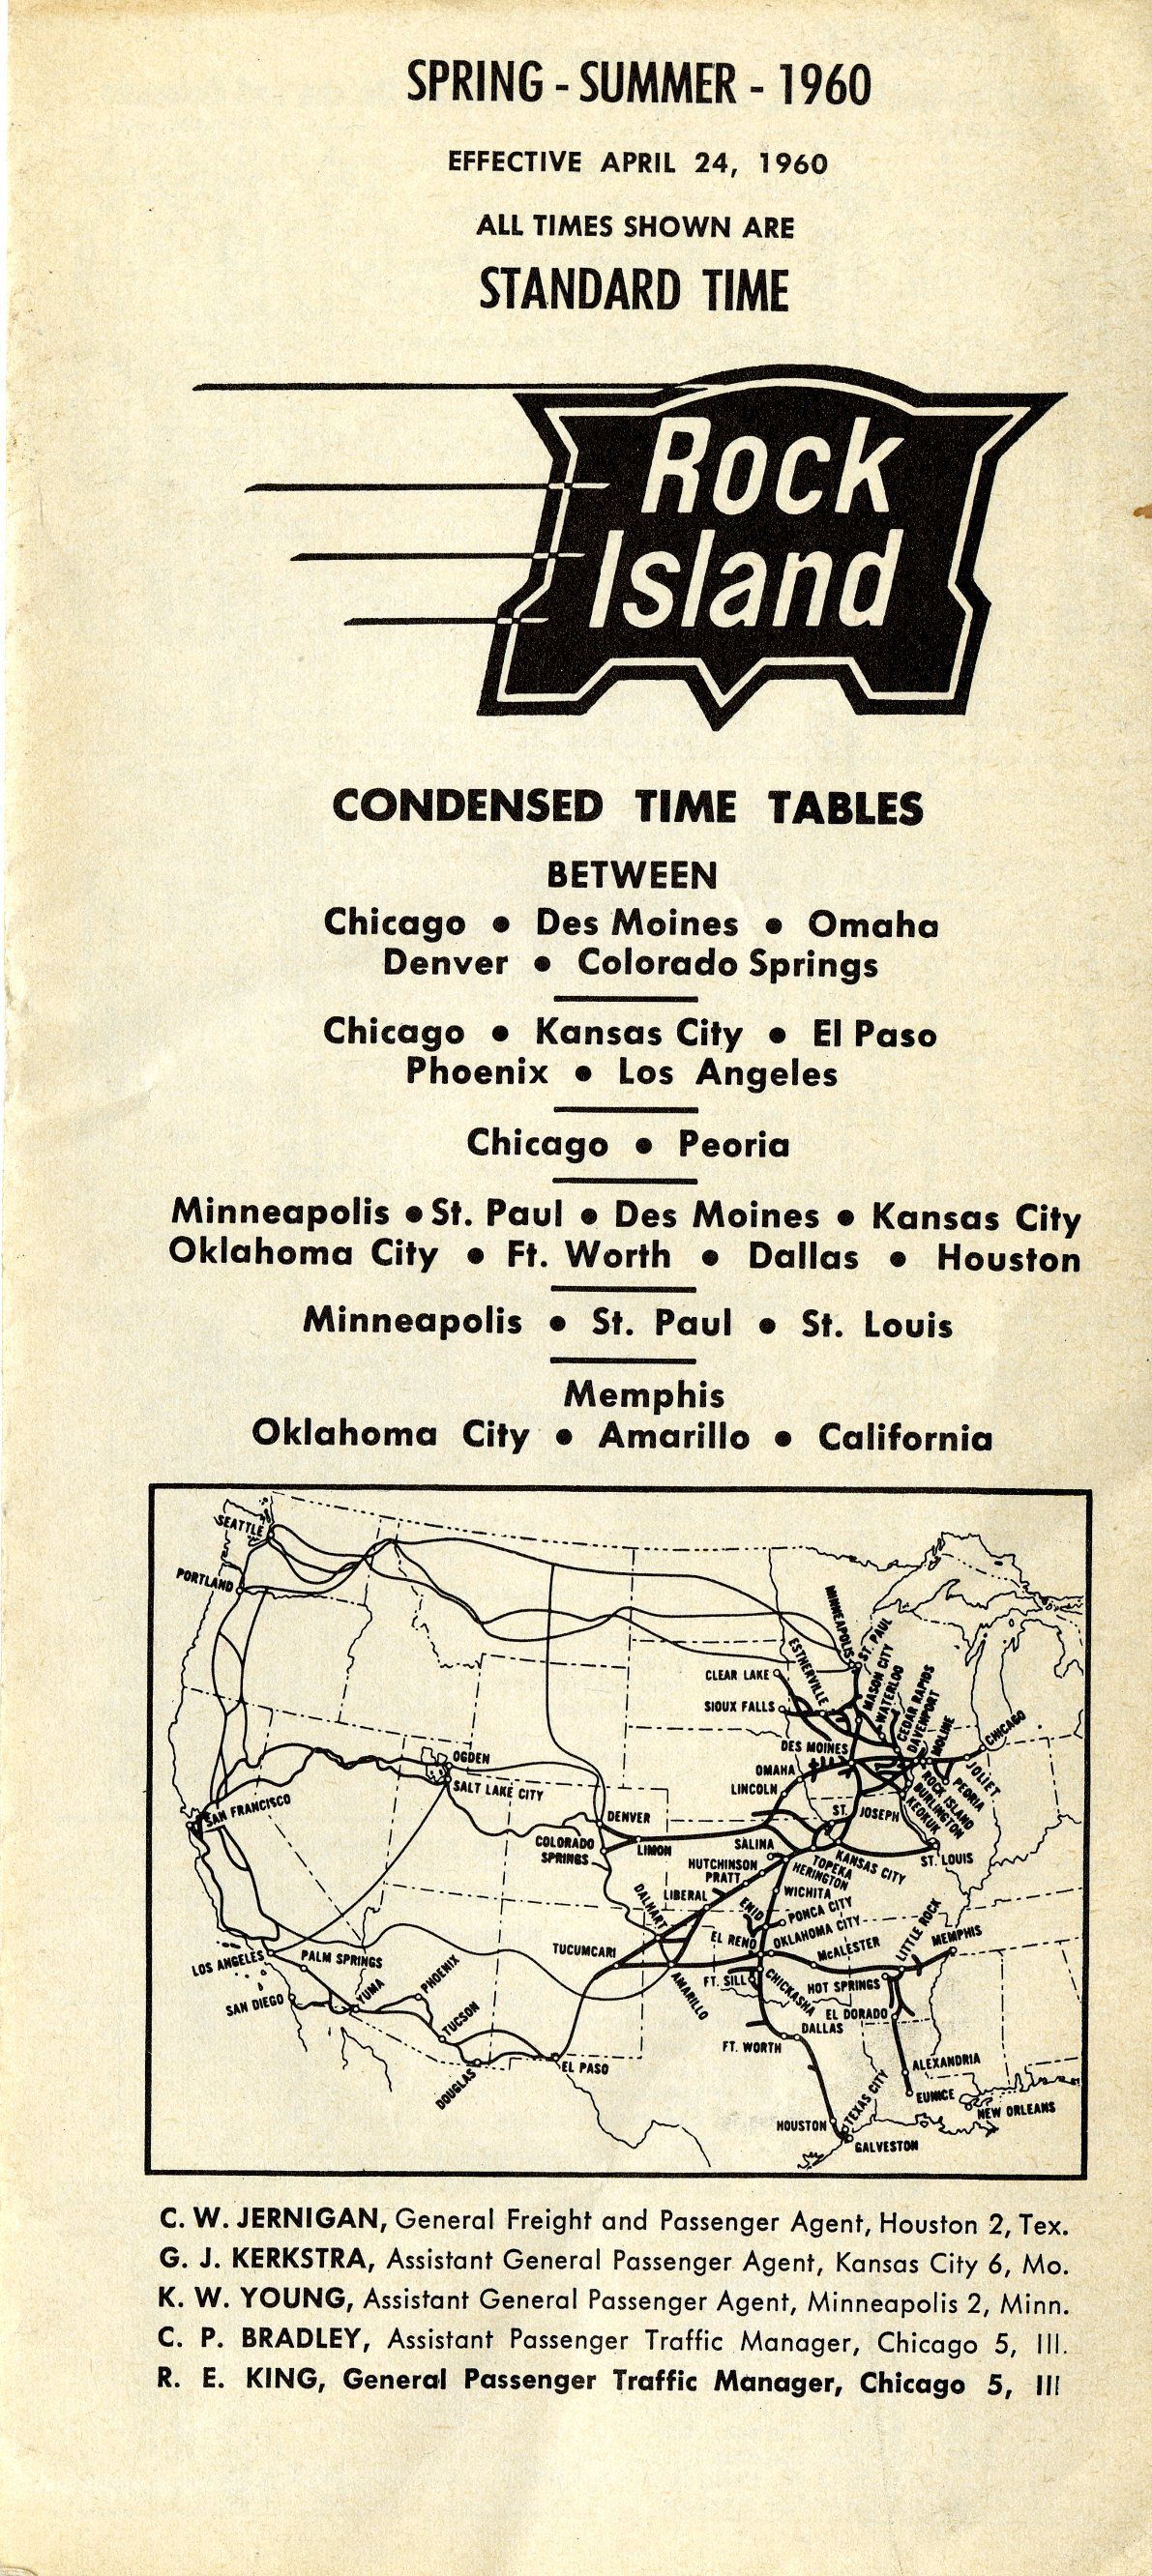 SPRING - SUMMER - 1960
EFFECTIVE APRIL 24, 1960
ALL TIMES SHOWN ARE
STANDARD TIME
Rock
Island
CONDENSED TIME TABLES
BETWEEN
Chicago • Des Moines • Omaha
Denver • Colorado Springs
Chicago • Kansas City • El Paso
Phoenix • Los Angeles
Chicago • Peoria
Minneapolis • St. Paul • Des Moines • Kansas City
Oklahoma City • Ft. Worth • Dallas • Houston
Minneapolis • St. Paul • St. Louis
Memphis
Oklahoma City • Amarillo • California
SEATTLE
PORTLAND
MINNEAPOLIS
ST. PAUL
ESTHERVILLE
MASON CITY
CLEAR LAKE
WATERLOO
CEDAR RAPIDS
SIOUX FALLS
DAVENPORT
MOLINE
CHICAGO
DES MOINES
OGDEN
OMAHA
JOLIET
LINCOLN
PEORIA
ROCK ISLAND
BURLINGTON
KEOKUK
SALT LAKE CITY
SAN FRANCISCO
DENVER
ST. JOSEPH
COLORADO
SPRINGS
LIMON
SALINA
KANSAS CITY
ST. LOUIS
TOPEKA
HERINGTON
HUTCHINSON
PRATT
LIBERAL
WICHITA
DALHART
ENID
PONCA CITY
LITTLE ROCK
EL RENO
OKLAHOMA CITY
MEMPHIS
TUCUMCARI
McALESTER
LOS ANGELES
PALM SPRINGS
PHOENIX
AMARILLO
FT. SILL
CHICKASHA
HOT SPRINGS
SAN DIEGO
YUMA
TUCSON
EL DORADO
DALLAS
FT. WORTH
EL PASO
DOUGLAS
ALEXANDRIA
EUNICE
NEW ORLEANS
TEXAS CITY
HOUSTON
GALVESTON
C. W. JERNIGAN, General Freight and Passenger Agent, Houston 2, Tex.
G. J. KERKSTRA, Assistant General Passenger Agent, Kansas City 6, Mo.
K. W. YOUNG, Assistant General Passenger Agent, Minneapolis 2, Minn.
C. P. BRADLEY, Assistant Passenger Traffic Manager, Chicago 5, Ill.
R. E. KING, General Passenger Traffic Manager, Chicago 5, Ill